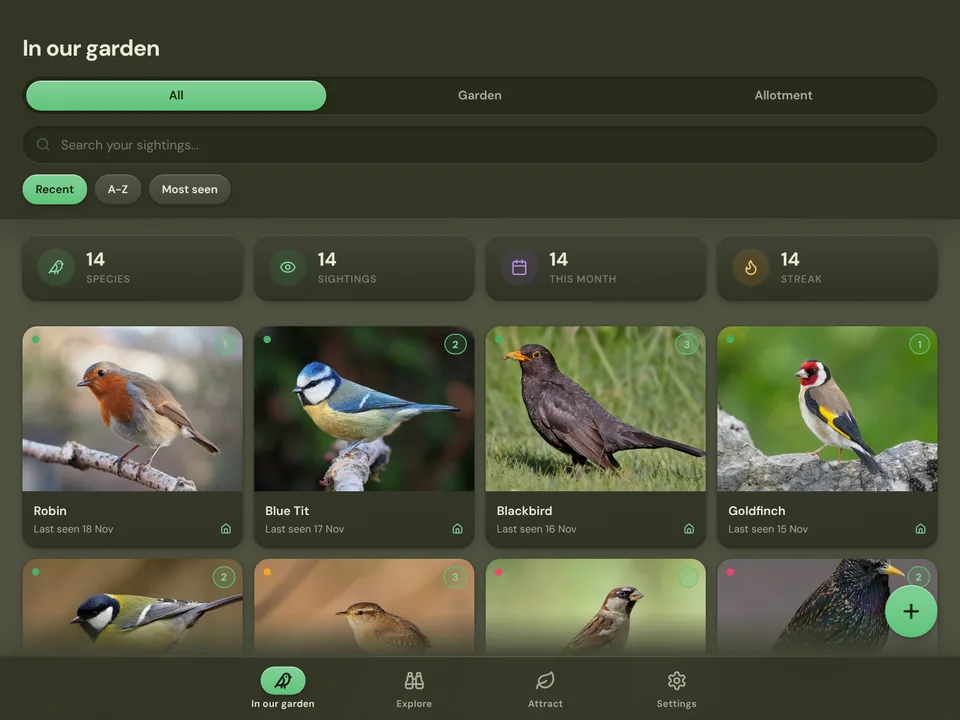 In our garden
All Garden Allotment
Search your sightings...
Recent A-Z Most seen
14 14 14 14
SPECIES SIGHTINGS THIS MONTH STREAK
1 2 3 1
Robin Blue Tit Blackbird Goldfinch
Last seen 18 Nov Last seen 17 Nov Last seen 16 Nov Last seen 15 Nov
2 3 2
+
In our garden Explore Attract Settings